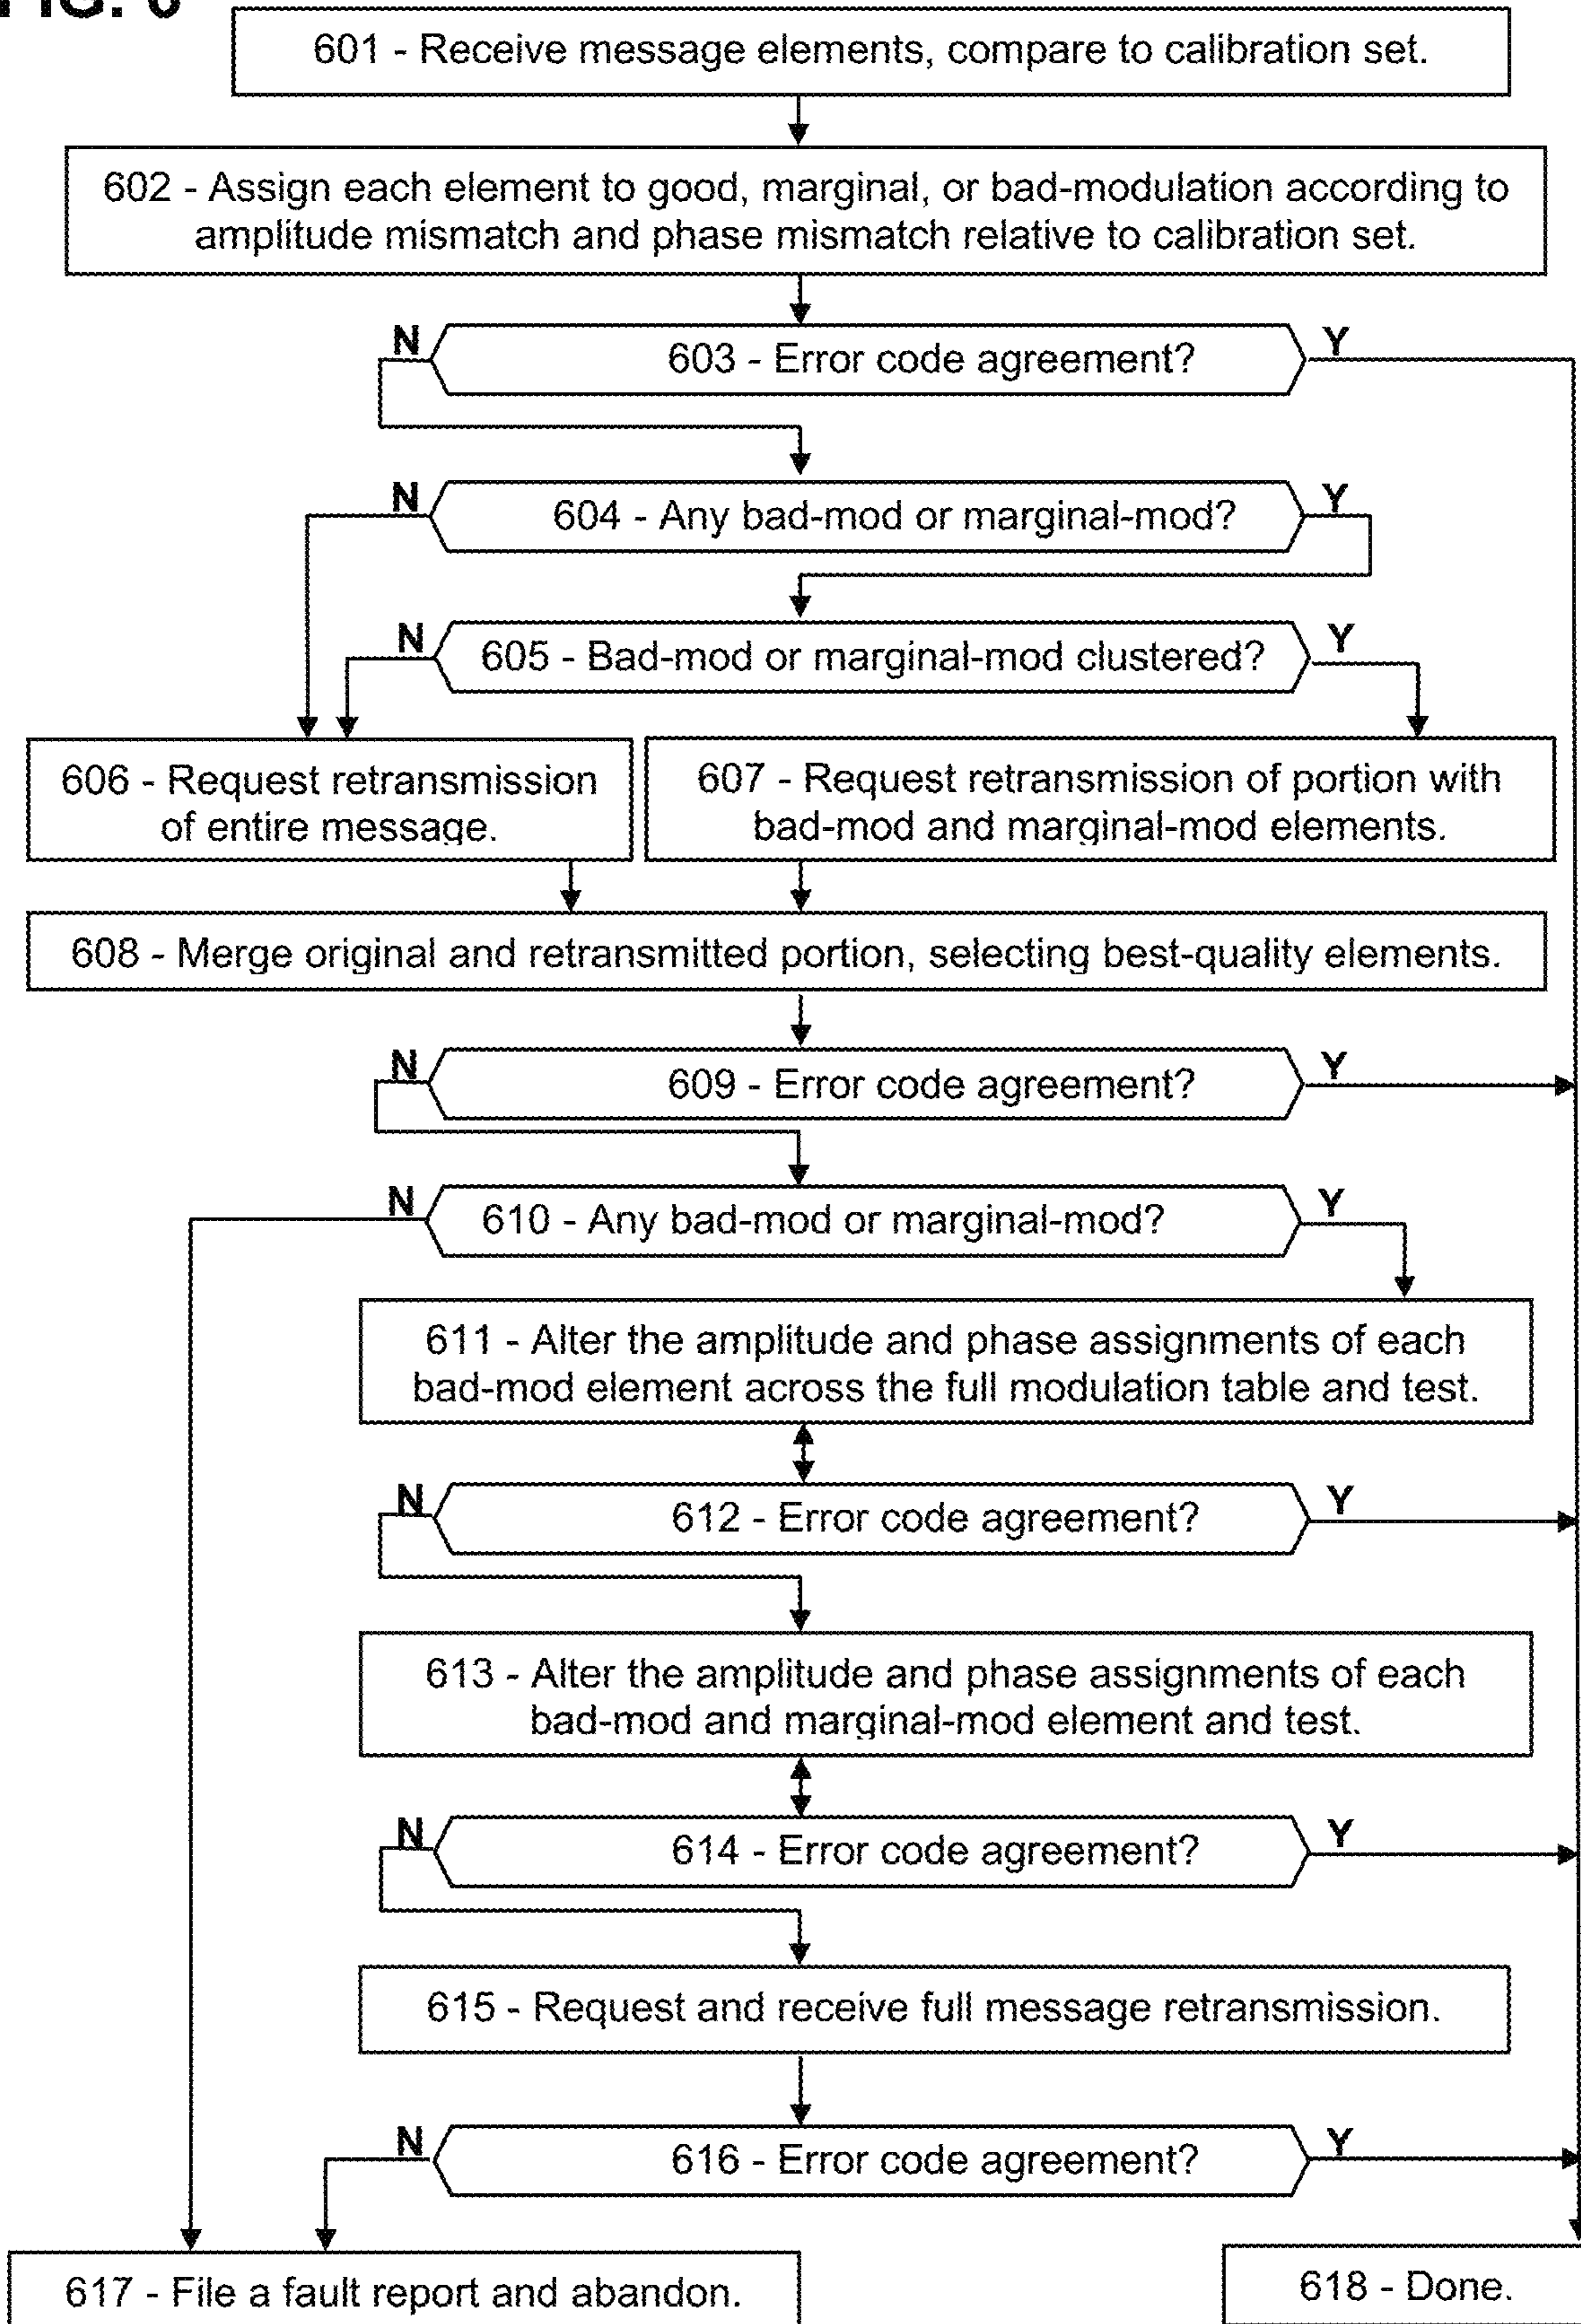 FIG. 6
601 - Receive message elements, compare to calibration set.
602 - Assign each element to good, marginal, or bad-modulation according to
amplitude mismatch and phase mismatch relative to calibration set.
N
603 - Error code agreement?
Y
N
604 - Any bad-mod or marginal-mod?
Y
N
605 - Bad-mod or marginal-mod clustered?
Y
606 - Request retransmission
of entire message.
607 - Request retransmission of portion with
bad-mod and marginal-mod elements.
608 - Merge original and retransmitted portion, selecting best-quality elements.
N
609 - Error code agreement?
Y
N
610 - Any bad-mod or marginal-mod?
Y
611 - Alter the amplitude and phase assignments of each
bad-mod element across the full modulation table and test.
N
612 - Error code agreement?
Y
613 - Alter the amplitude and phase assignments of each
bad-mod and marginal-mod element and test.
N
614 - Error code agreement?
Y
615 - Request and receive full message retransmission.
N
616 - Error code agreement?
Y
617 - File a fault report and abandon.
618 - Done.